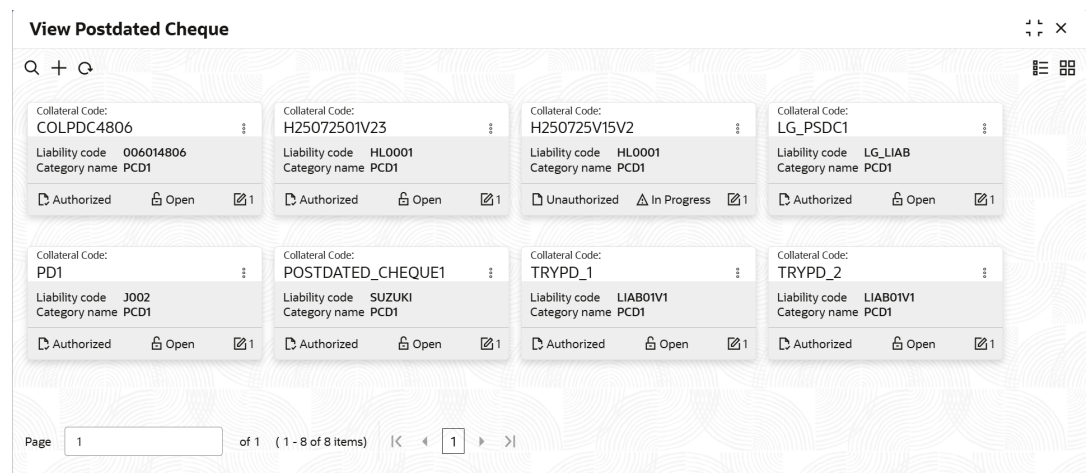 View Postdated Cheque
Collateral Code:
COLPDC4806
Liability code 006014806
Category name PCD1
Authorized Open 1
Collateral Code:
H25072501V23
Liability code HL0001
Category name PCD1
Authorized Open 1
Collateral Code:
H250725V15V2
Liability code HL0001
Category name PCD1
Unauthorized In Progress 1
Collateral Code:
LG_PSDC1
Liability code LG_LIAB
Category name PCD1
Authorized Open 1
Collateral Code:
PD1
Liability code J002
Category name PCD1
Authorized Open 1
Collateral Code:
POSTDATED_CHEQUE1
Liability code SUZUKI
Category name PCD1
Authorized Open 1
Collateral Code:
TRYPD_1
Liability code LIAB01V1
Category name PCD1
Authorized Open 1
Collateral Code:
TRYPD_2
Liability code LIAB01V1
Category name PCD1
Authorized Open 1
Page 1 of 1 ( 1 - 8 of 8 items) 1